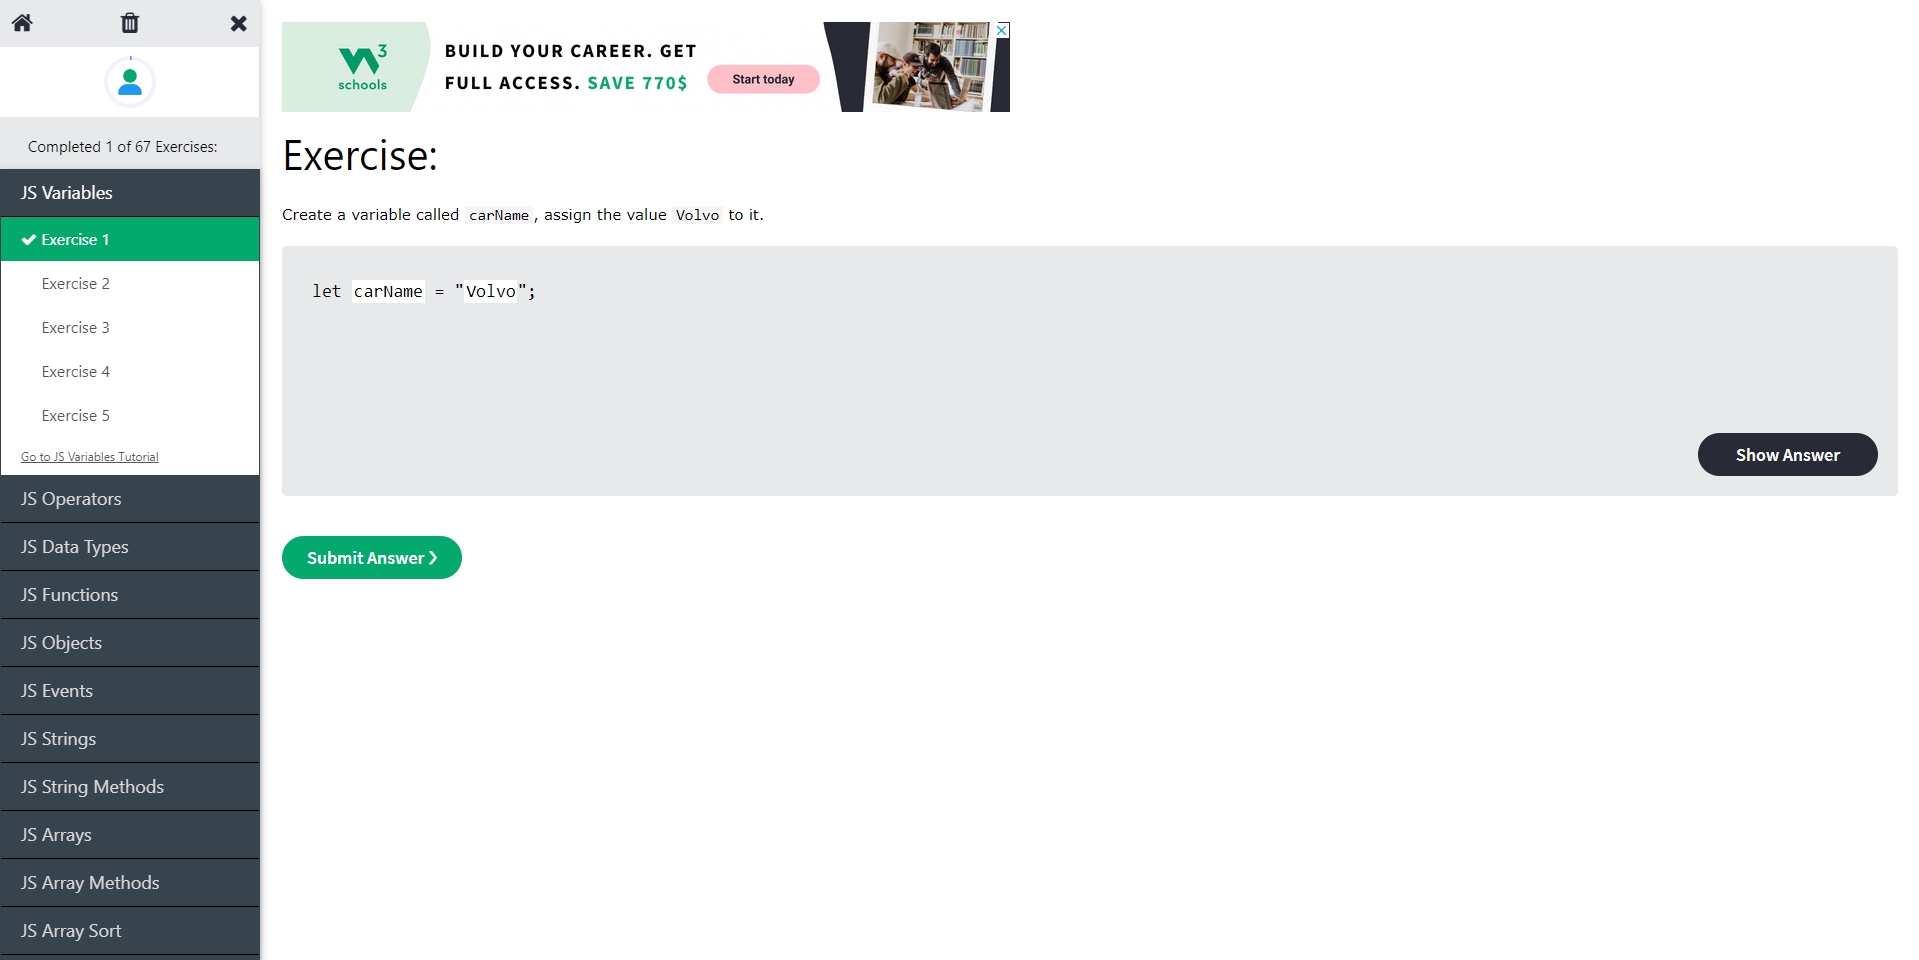 Completed 1 of 67 Exercises:
JS Variables
Exercise 1
Exercise 2
Exercise 3
Exercise 4
Exercise 5
Go to JS Variables Tutorial
JS Operators
JS Data Types
JS Functions
JS Objects
JS Events
JS Strings
JS String Methods
JS Arrays
JS Array Methods
JS Array Sort
W3
schools
BUILD YOUR CAREER. GET
FULL ACCESS. SAVE 770$
Start today
Exercise:
Create a variable called carName, assign the value Volvo to it.
let carName = "Volvo";
Show Answer
Submit Answer ❯